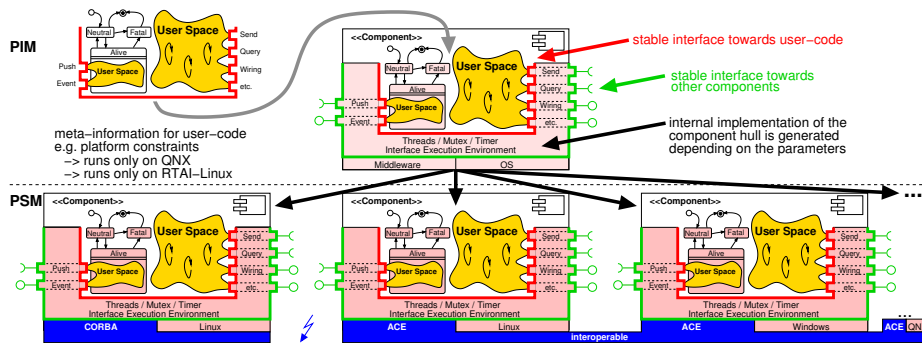 PIM
Neutral
Fatal
Alive
User Space
User Space
Push
Event
Send
Query
Wiring
etc.
meta-information for user-code
e.g. platform constraints
-> runs only on QNX
-> runs only on RTAI-Linux
<<Component>>
Neutral
Fatal
Alive
User Space
User Space
Push
Event
Send
Query
Wiring
etc.
Threads / Mutex / Timer
Interface Execution Environment
Middleware
OS
stable interface towards user-code
stable interface towards
other components
internal implementation of the
component hull is generated
depending on the parameters
...
PSM
<<Component>>
Neutral
Fatal
Alive
User Space
User Space
Push
Event
Send
Query
Wiring
etc
Threads / Mutex / Timer
Interface Execution Environment
CORBA
Linux
<<Component>>
Neutral
Fatal
Alive
User Space
User Space
Push
Event
Send
Query
Wiring
etc
Threads / Mutex / Timer
Interface Execution Environment
ACE
Linux
<<Component>>
Neutral
Fatal
Alive
User Space
User Space
Push
Event
Send
Query
Wiring
etc
Threads / Mutex / Timer
Interface Execution Environment
ACE
Windows
...
ACE
QN
Interoperable